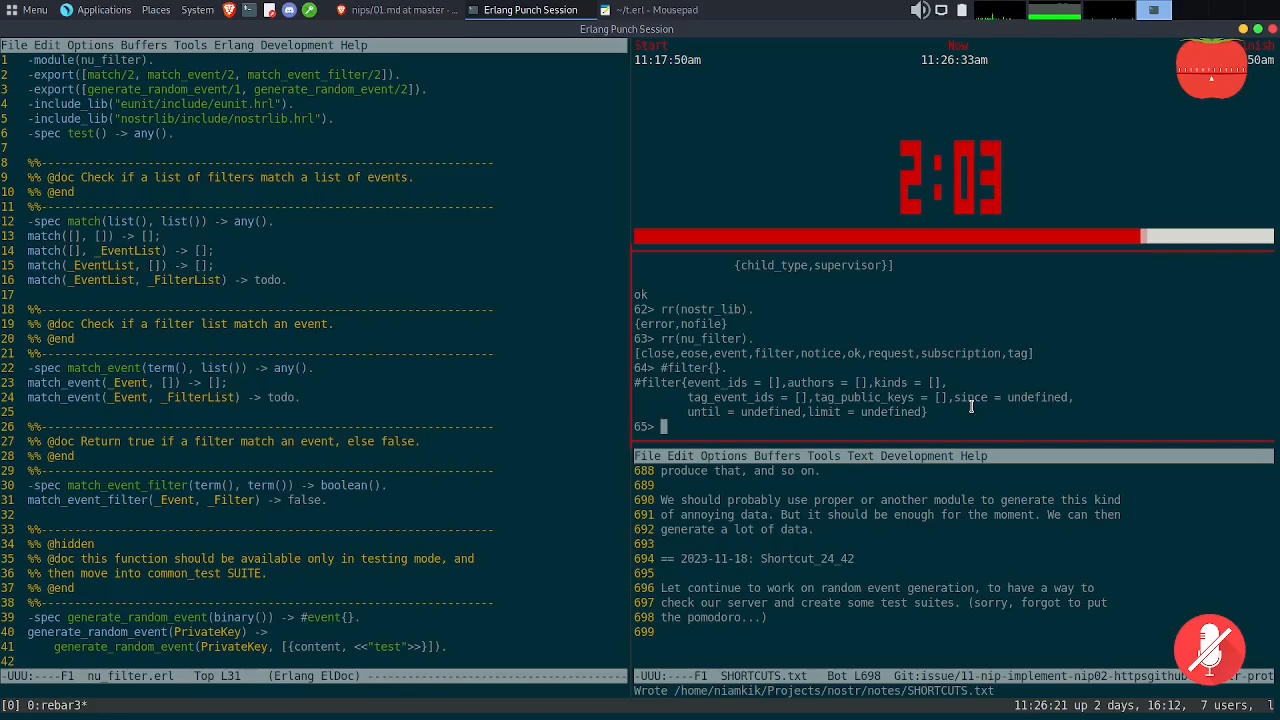 Menu Applications Places System nips/01.md at master - ... Erlang Punch Session ~/t.erl - Mousepad
Erlang Punch Session
File Edit Options Buffers Tools Erlang Development Help
1 -module(nu_filter).
2 -export([match/2, match_event/2, match_event_filter/2]).
3 -export([generate_random_event/1, generate_random_event/2]).
4 -include_lib("eunit/include/eunit.hrl").
5 -include_lib("nostrlib/include/nostrlib.hrl").
6 -spec test() -> any().
7
8 %%-------------------------------------------------------------------
9 %% @doc Check if a list of filters match a list of events.
10 %% @end
11 %%-------------------------------------------------------------------
12 -spec match(list(), list()) -> any().
13 match([], []) -> [];
14 match([], _EventList) -> [];
15 match(_EventList, []) -> [];
16 match(_EventList, _FilterList) -> todo.
17
18 %%-------------------------------------------------------------------
19 %% @doc Check if a filter list match an event.
20 %% @end
21 %%-------------------------------------------------------------------
22 -spec match_event(term(), list()) -> any().
23 match_event(_Event, []) -> [];
24 match_event(_Event, _FilterList) -> todo.
25
26 %%-------------------------------------------------------------------
27 %% @doc Return true if a filter match an event, else false.
28 %% @end
29 %%-------------------------------------------------------------------
30 -spec match_event_filter(term(), term()) -> boolean().
31 match_event_filter(_Event, _Filter) -> false.
32
33 %%-------------------------------------------------------------------
34 %% @hidden
35 %% @doc this function should be available only in testing mode, and
36 %% then move into common_test SUITE.
37 %% @end
38 %%-------------------------------------------------------------------
39 -spec generate_random_event(binary()) -> #event{}.
40 generate_random_event(PrivateKey) ->
41 generate_random_event(PrivateKey, [{content, <<"test">>}]).
42
-UUU:----F1 nu_filter.erl Top L31 (Erlang ElDoc) --------------------------------
Start Now nish
11:17:50am 11:26:33am 50am
2:03
{child_type,supervisor}]
ok
62> rr(nostr_lib).
{error,nofile}
63> rr(nu_filter).
[close,eose,event,filter,notice,ok,request,subscription,tag]
64> #filter{}.
#filter{event_ids = [],authors = [],kinds = [],
tag_event_ids = [],tag_public_keys = [],since = undefined,
until = undefined,limit = undefined}
65>
File Edit Options Buffers Tools Text Development Help
688 produce that, and so on.
689
690 We should probably use proper or another module to generate this kind
691 of annoying data. But it should be enough for the moment. We can then
692 generate a lot of data.
693
694 == 2023-11-18: Shortcut_24_42
695
696 Let continue to work on random event generation, to have a way to
697 check our server and create some test suites. (sorry, forgot to put
698 the pomodoro...)
699
-UUU:----F1 SHORTCUTS.txt Bot L698 Git:issue/11-nip-implement-nip02-httpsgithub r-prot
Wrote /home/niamkik/Projects/nostr/notes/SHORTCUTS.txt
[0] 0:rebar3* 11:26:21 up 2 days, 16:12, 7 users, l